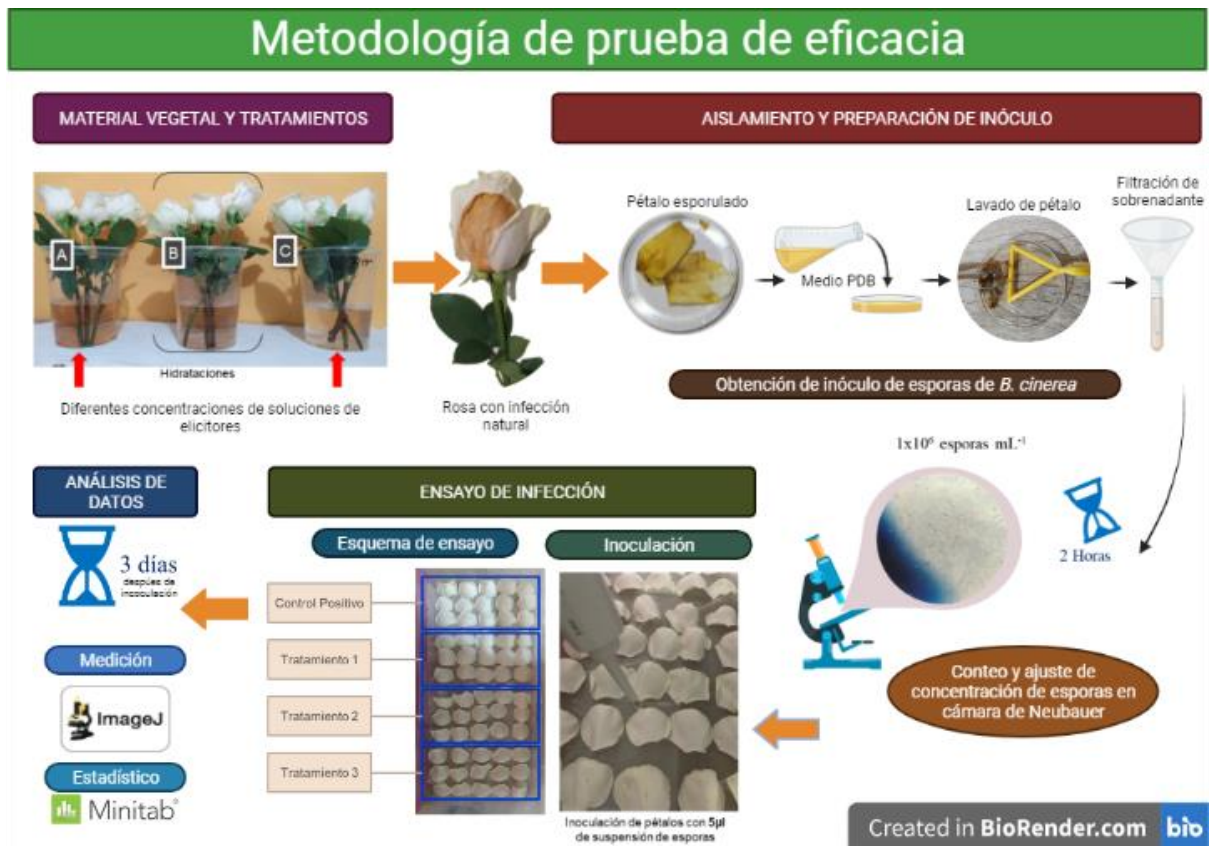 Metodología de prueba de eficacia
MATERIAL VEGETAL Y TRATAMIENTOS
A
B
C
Hidrataciones
Diferentes concentraciones de soluciones de
elicitores
Rosa con infección
natural
AISLAMIENTO Y PREPARACIÓN DE INÓCULO
Pétalo esporulado
Medio PDB
Lavado de pétalo
Filtración de
sobrenadante
Obtención de inóculo de esporas de B. cinerea
esporas mL⁻¹
2 Horas
Conteo y ajuste de
concentración de esporas en
cámara de Neubauer
ENSAYO DE INFECCIÓN
Esquema de ensayo
Control Positivo
Tratamiento 1
Tratamiento 2
Tratamiento 3
Inoculación
Inoculación de pétalos con 5µl
de suspensión de esporas
ANÁLISIS DE
DATOS
3 días
después de
Medición
ImageJ
Estadístico
Minitab®
Created in BioRender.com bio